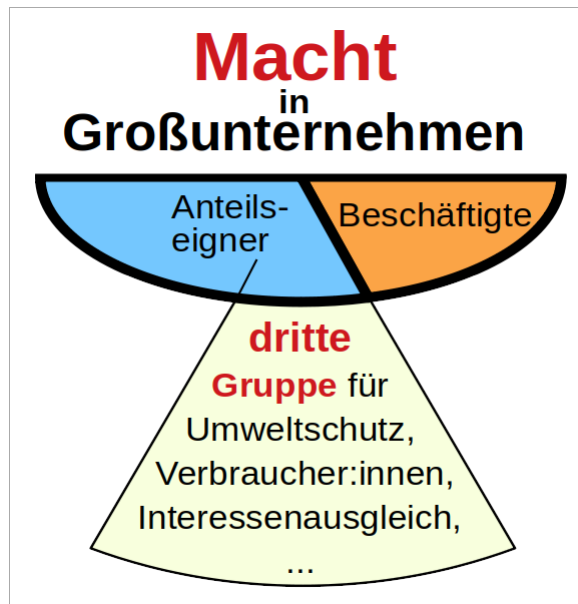 Macht
in
Großunternehmen
Anteils-
eigner
Beschäftigte
dritte
Gruppe für
Umweltschutz,
Verbraucher:innen,
Interessenausgleich,
...